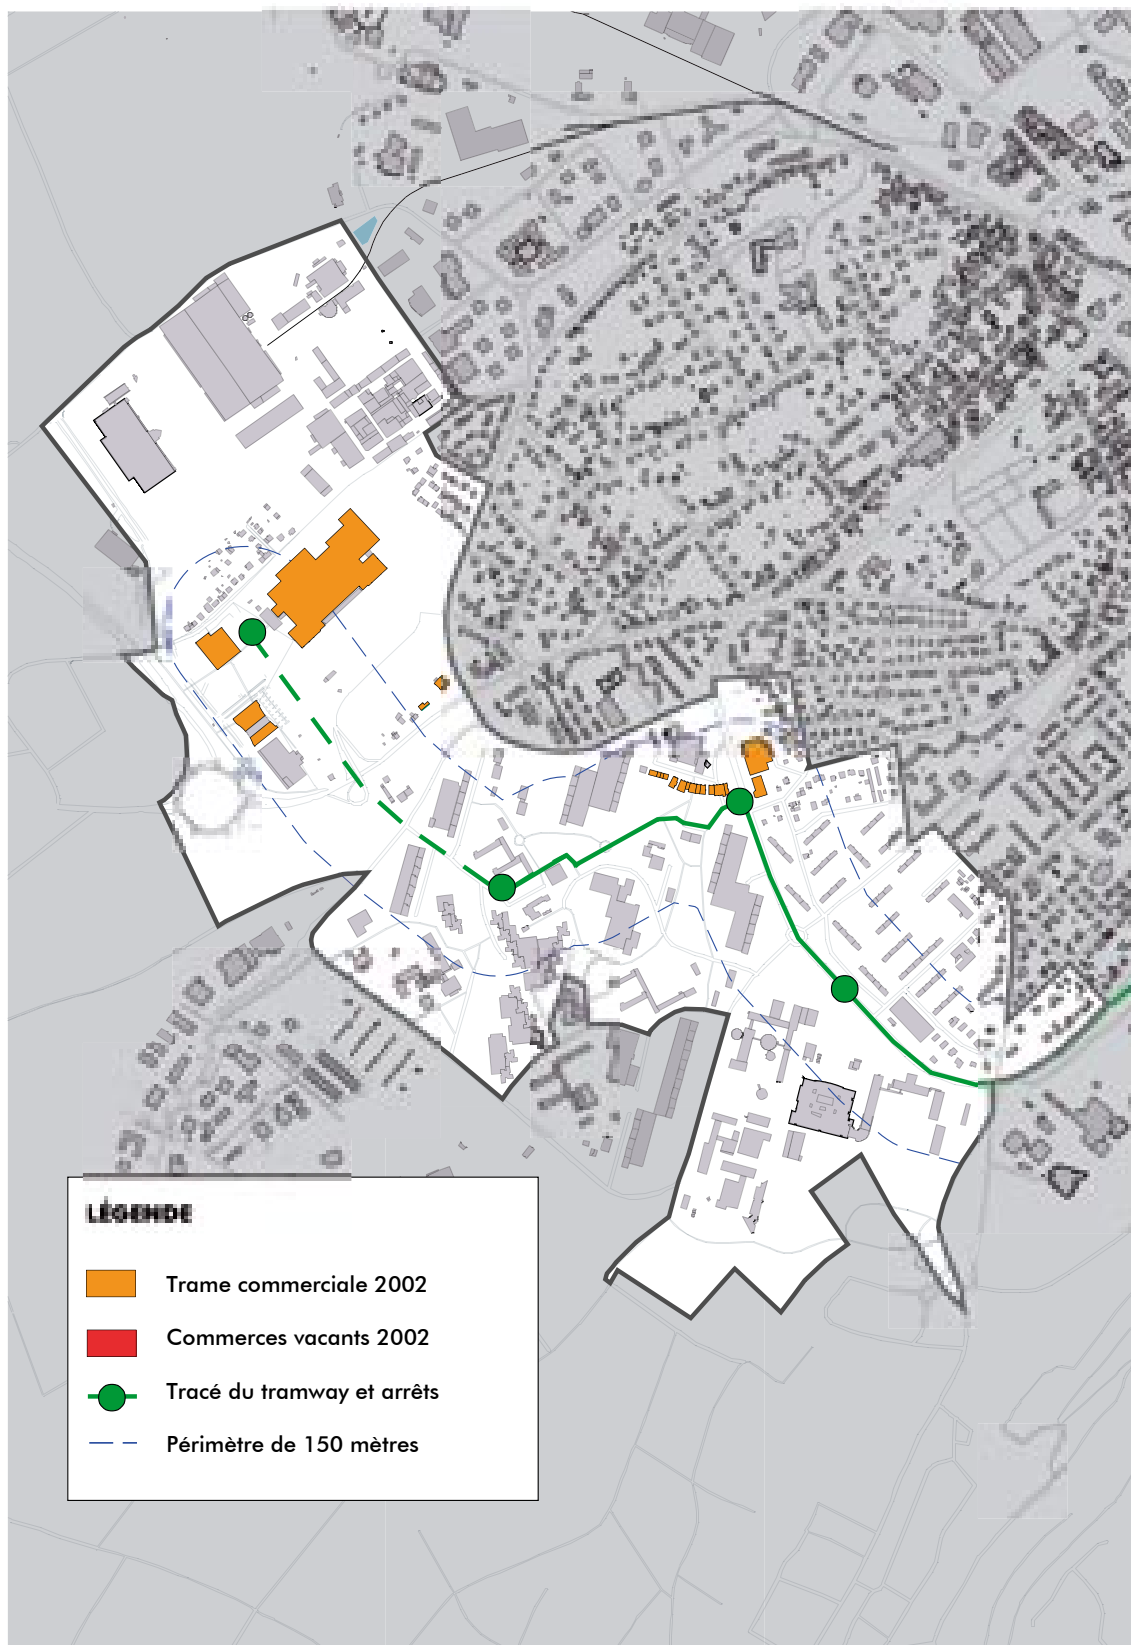 LÉGENDE
Trame commerciale 2002
Commerces vacants 2002
Tracé du tramway et arrêts
Périmètre de 150 mètres